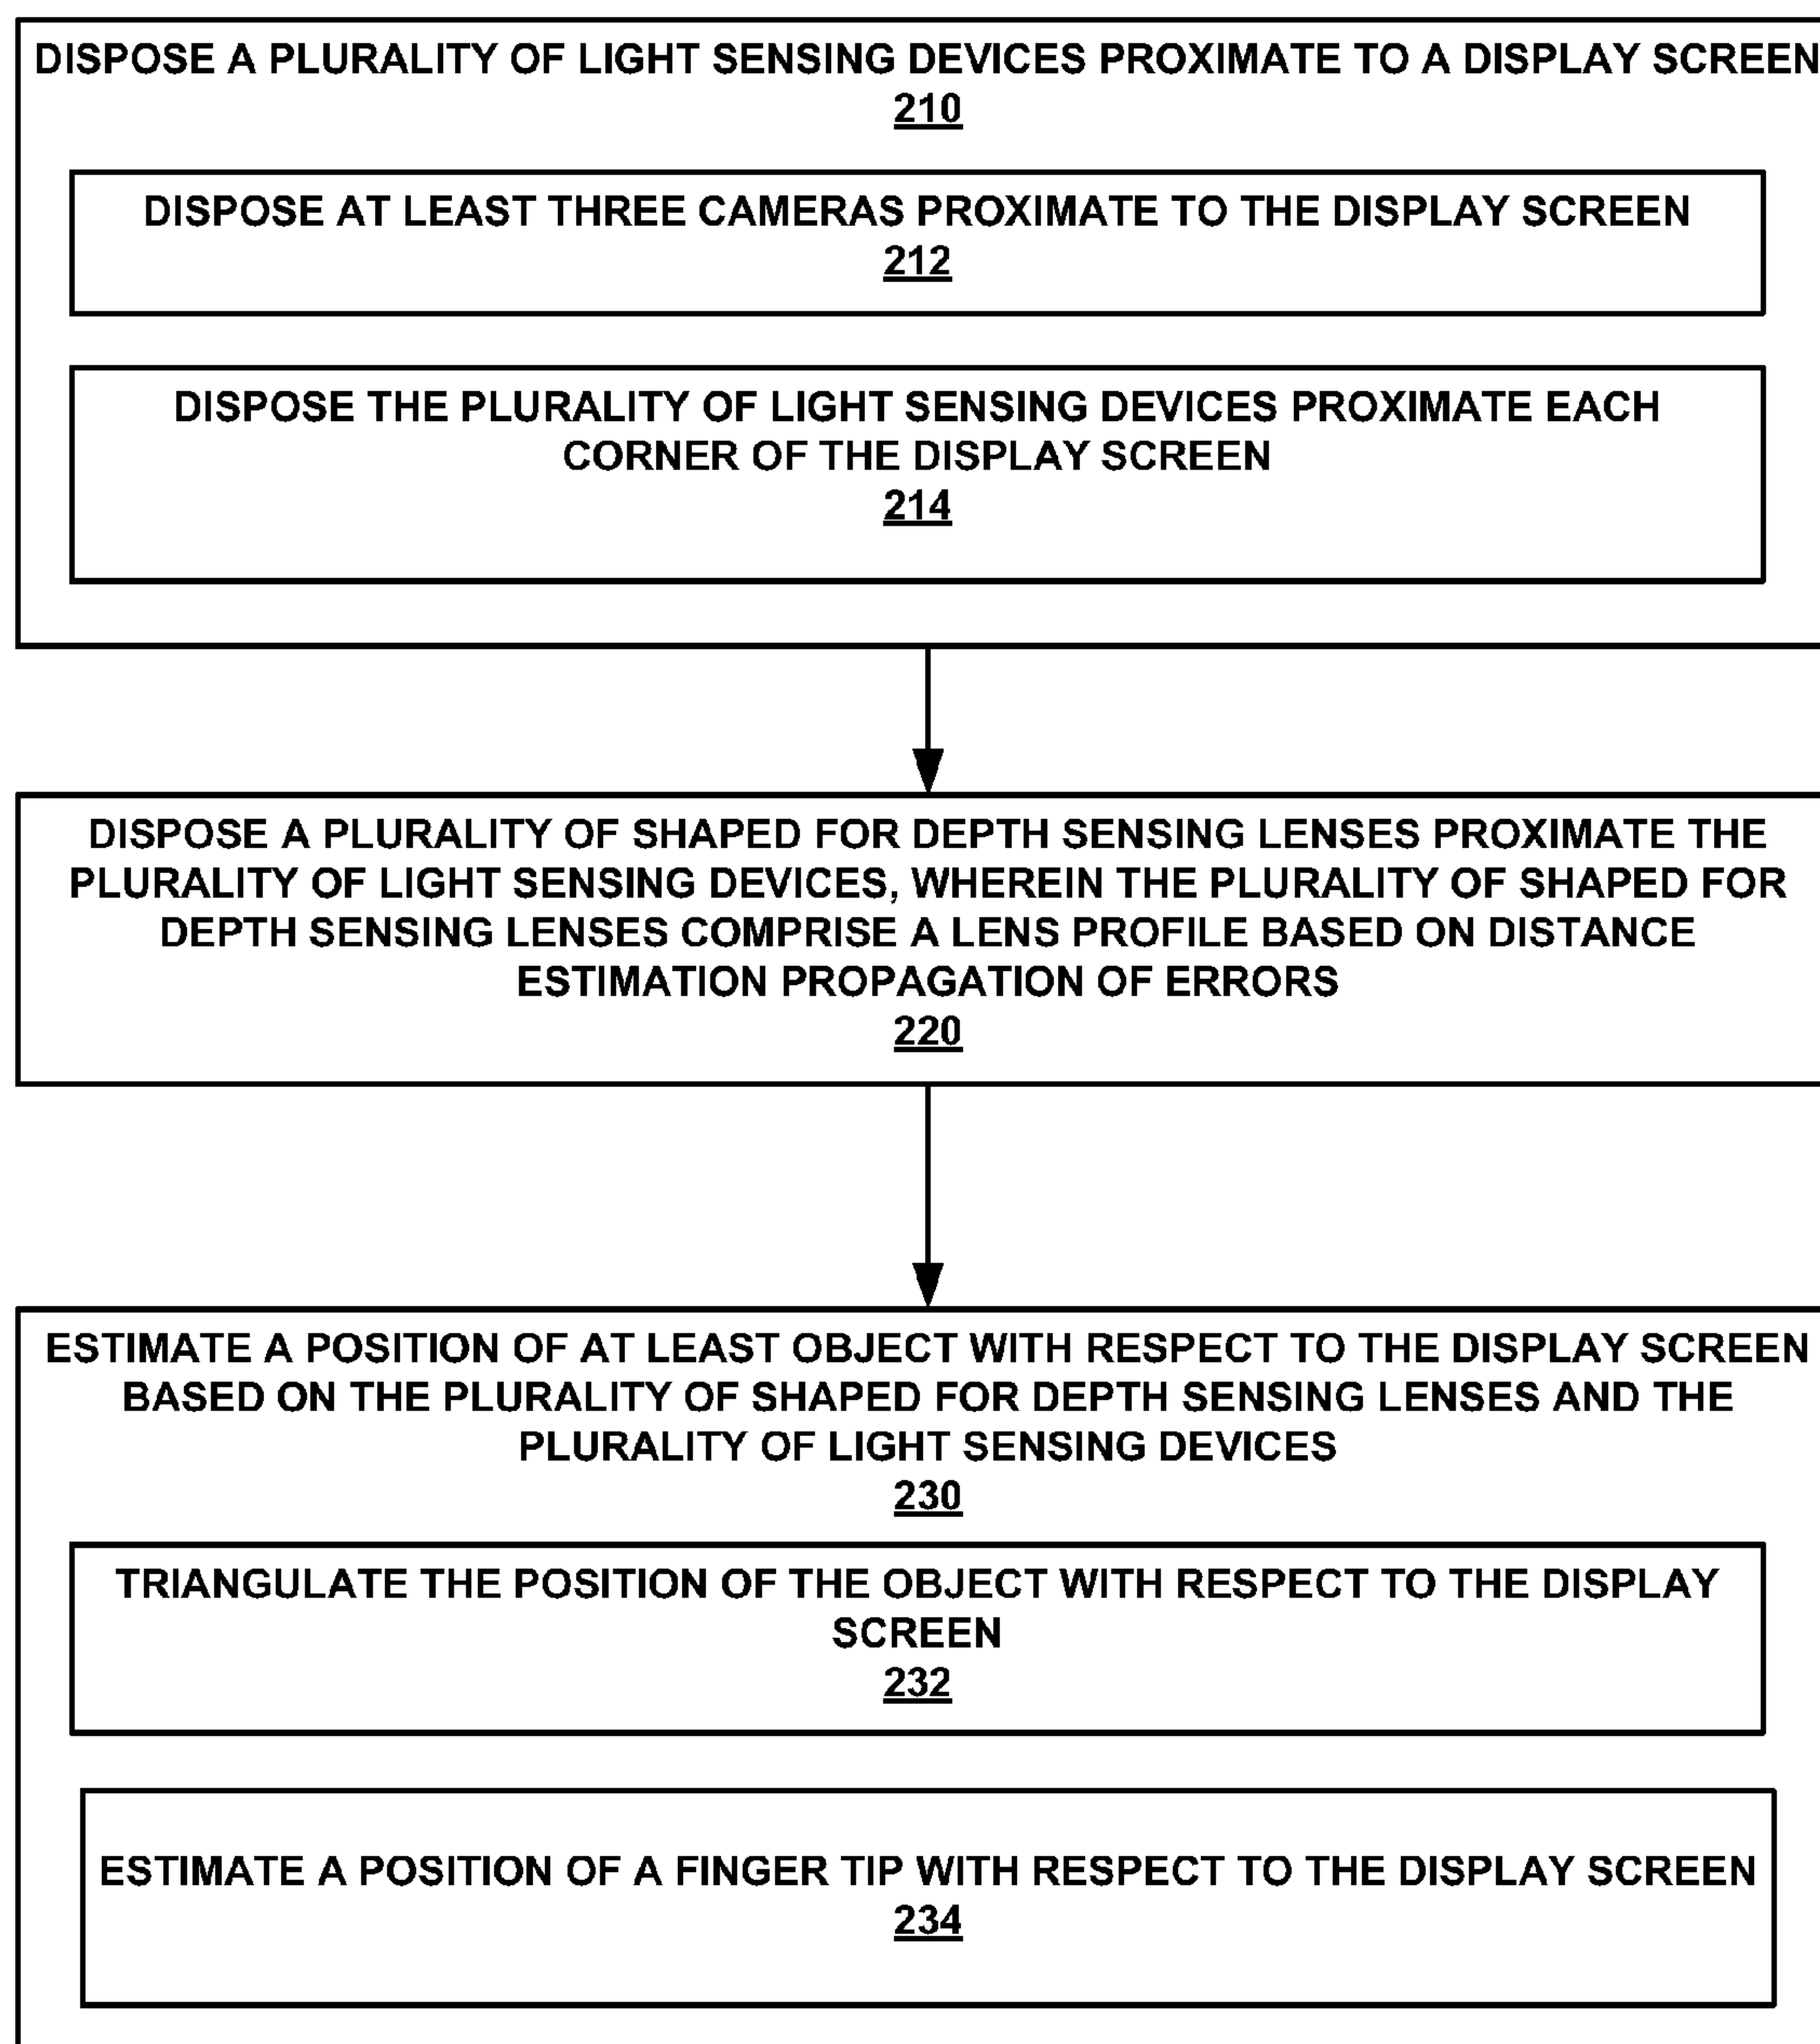 DISPOSE A PLURALITY OF LIGHT SENSING DEVICES PROXIMATE TO A DISPLAY SCREEN
210
DISPOSE AT LEAST THREE CAMERAS PROXIMATE TO THE DISPLAY SCREEN
212
DISPOSE THE PLURALITY OF LIGHT SENSING DEVICES PROXIMATE EACH
CORNER OF THE DISPLAY SCREEN
214
DISPOSE A PLURALITY OF SHAPED FOR DEPTH SENSING LENSES PROXIMATE THE
PLURALITY OF LIGHT SENSING DEVICES, WHEREIN THE PLURALITY OF SHAPED FOR
DEPTH SENSING LENSES COMPRISE A LENS PROFILE BASED ON DISTANCE
ESTIMATION PROPAGATION OF ERRORS
220
ESTIMATE A POSITION OF AT LEAST OBJECT WITH RESPECT TO THE DISPLAY SCREEN
BASED ON THE PLURALITY OF SHAPED FOR DEPTH SENSING LENSES AND THE
PLURALITY OF LIGHT SENSING DEVICES
230
TRIANGULATE THE POSITION OF THE OBJECT WITH RESPECT TO THE DISPLAY
SCREEN
232
ESTIMATE A POSITION OF A FINGER TIP WITH RESPECT TO THE DISPLAY SCREEN
234